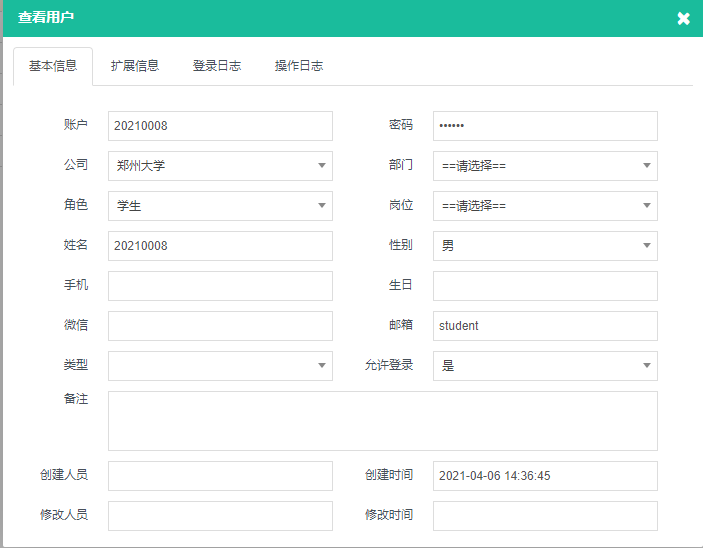 查看用户
基本信息 扩展信息 登录日志 操作日志
账户 20210008 密码 ••••••
公司 郑州大学 部门 ==请选择==
角色 学生 岗位 ==请选择==
姓名 20210008 性别 男
手机 生日
微信 邮箱 student
类型 允许登录 是
备注
创建人员 创建时间 2021-04-06 14:36:45
修改人员 修改时间